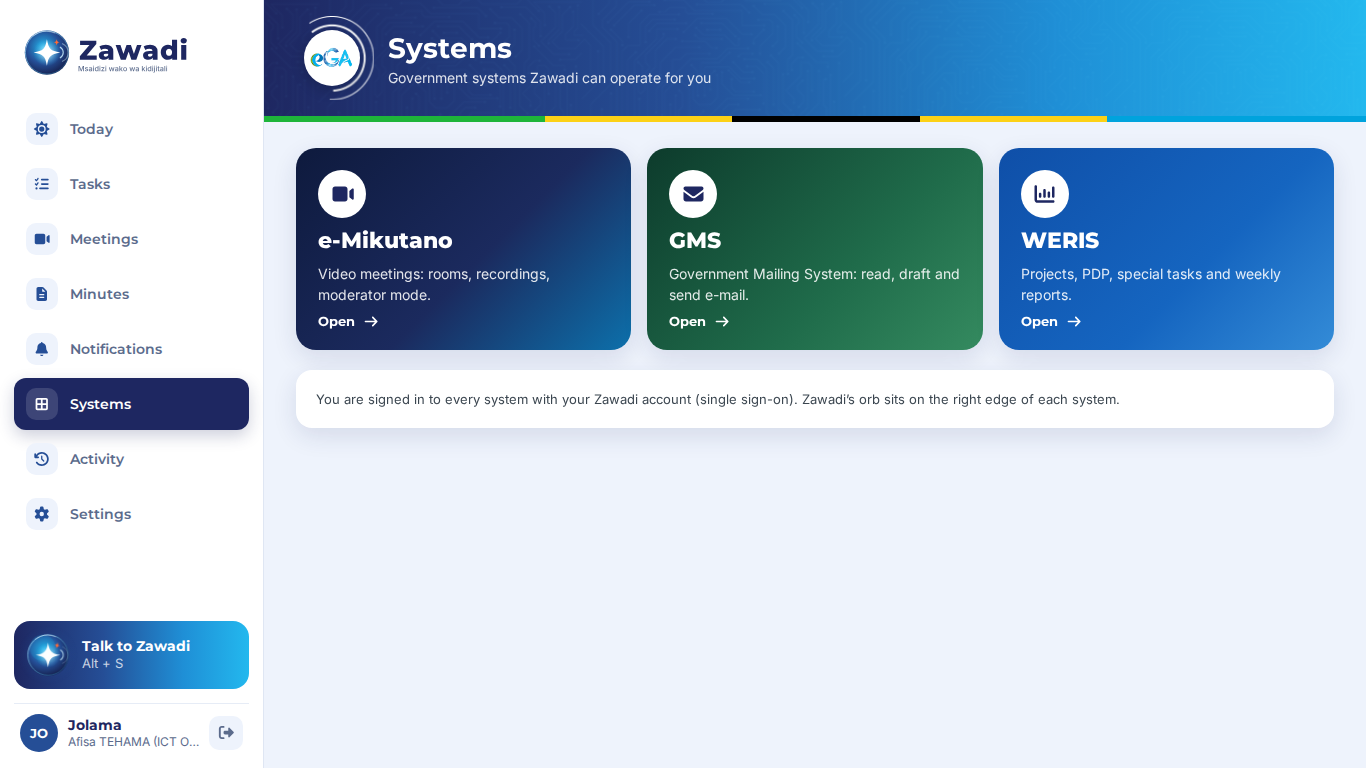 Zawadi
Msaidizi wako wa kidijitali
Today
Tasks
Meetings
Minutes
Notifications
Systems
Activity
Settings
Talk to Zawadi
Alt + S
JO
Jolama
Afisa TEHAMA (ICT O...
eGA
Systems
Government systems Zawadi can operate for you
e-Mikutano
Video meetings: rooms, recordings,
moderator mode.
Open
GMS
Government Mailing System: read, draft and
send e-mail.
Open
WERIS
Projects, PDP, special tasks and weekly
reports.
Open
You are signed in to every system with your Zawadi account (single sign-on). Zawadi’s orb sits on the right edge of each system.